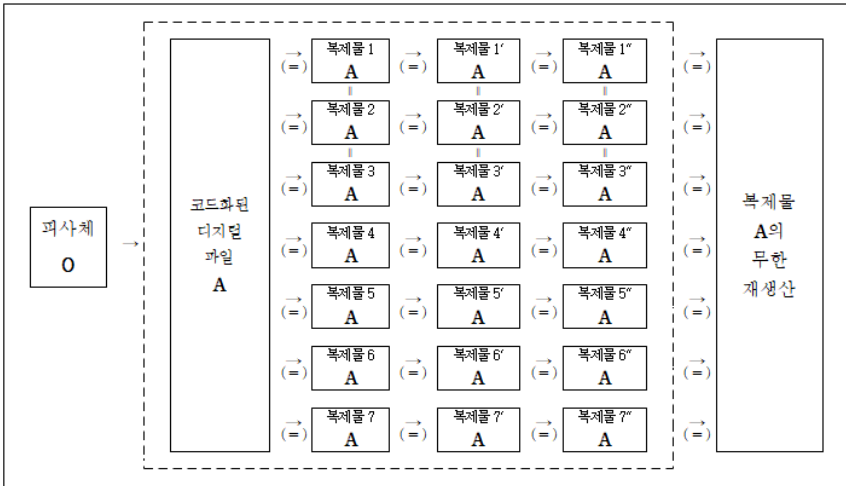 피사체
O
→
코드화된
디지털
파일
A
→ 복제물 1 → 복제물 1′ → 복제물 1″ →
(=) A (=) A (=) A (=)
॥ ॥ ॥
→ 복제물 2 → 복제물 2′ → 복제물 2″ →
(=) A (=) A (=) A (=)
॥ ॥ ॥
→ 복제물 3 → 복제물 3′ → 복제물 3″ →
(=) A (=) A (=) A (=)
→ 복제물 4 → 복제물 4′ → 복제물 4″ →
(=) A (=) A (=) A (=)
→ 복제물 5 → 복제물 5′ → 복제물 5″ →
(=) A (=) A (=) A (=)
→ 복제물 6 → 복제물 6′ → 복제물 6″ →
(=) A (=) A (=) A (=)
→ 복제물 7 → 복제물 7′ → 복제물 7″ →
(=) A (=) A (=) A (=)
복제물
A의
무한
재생산